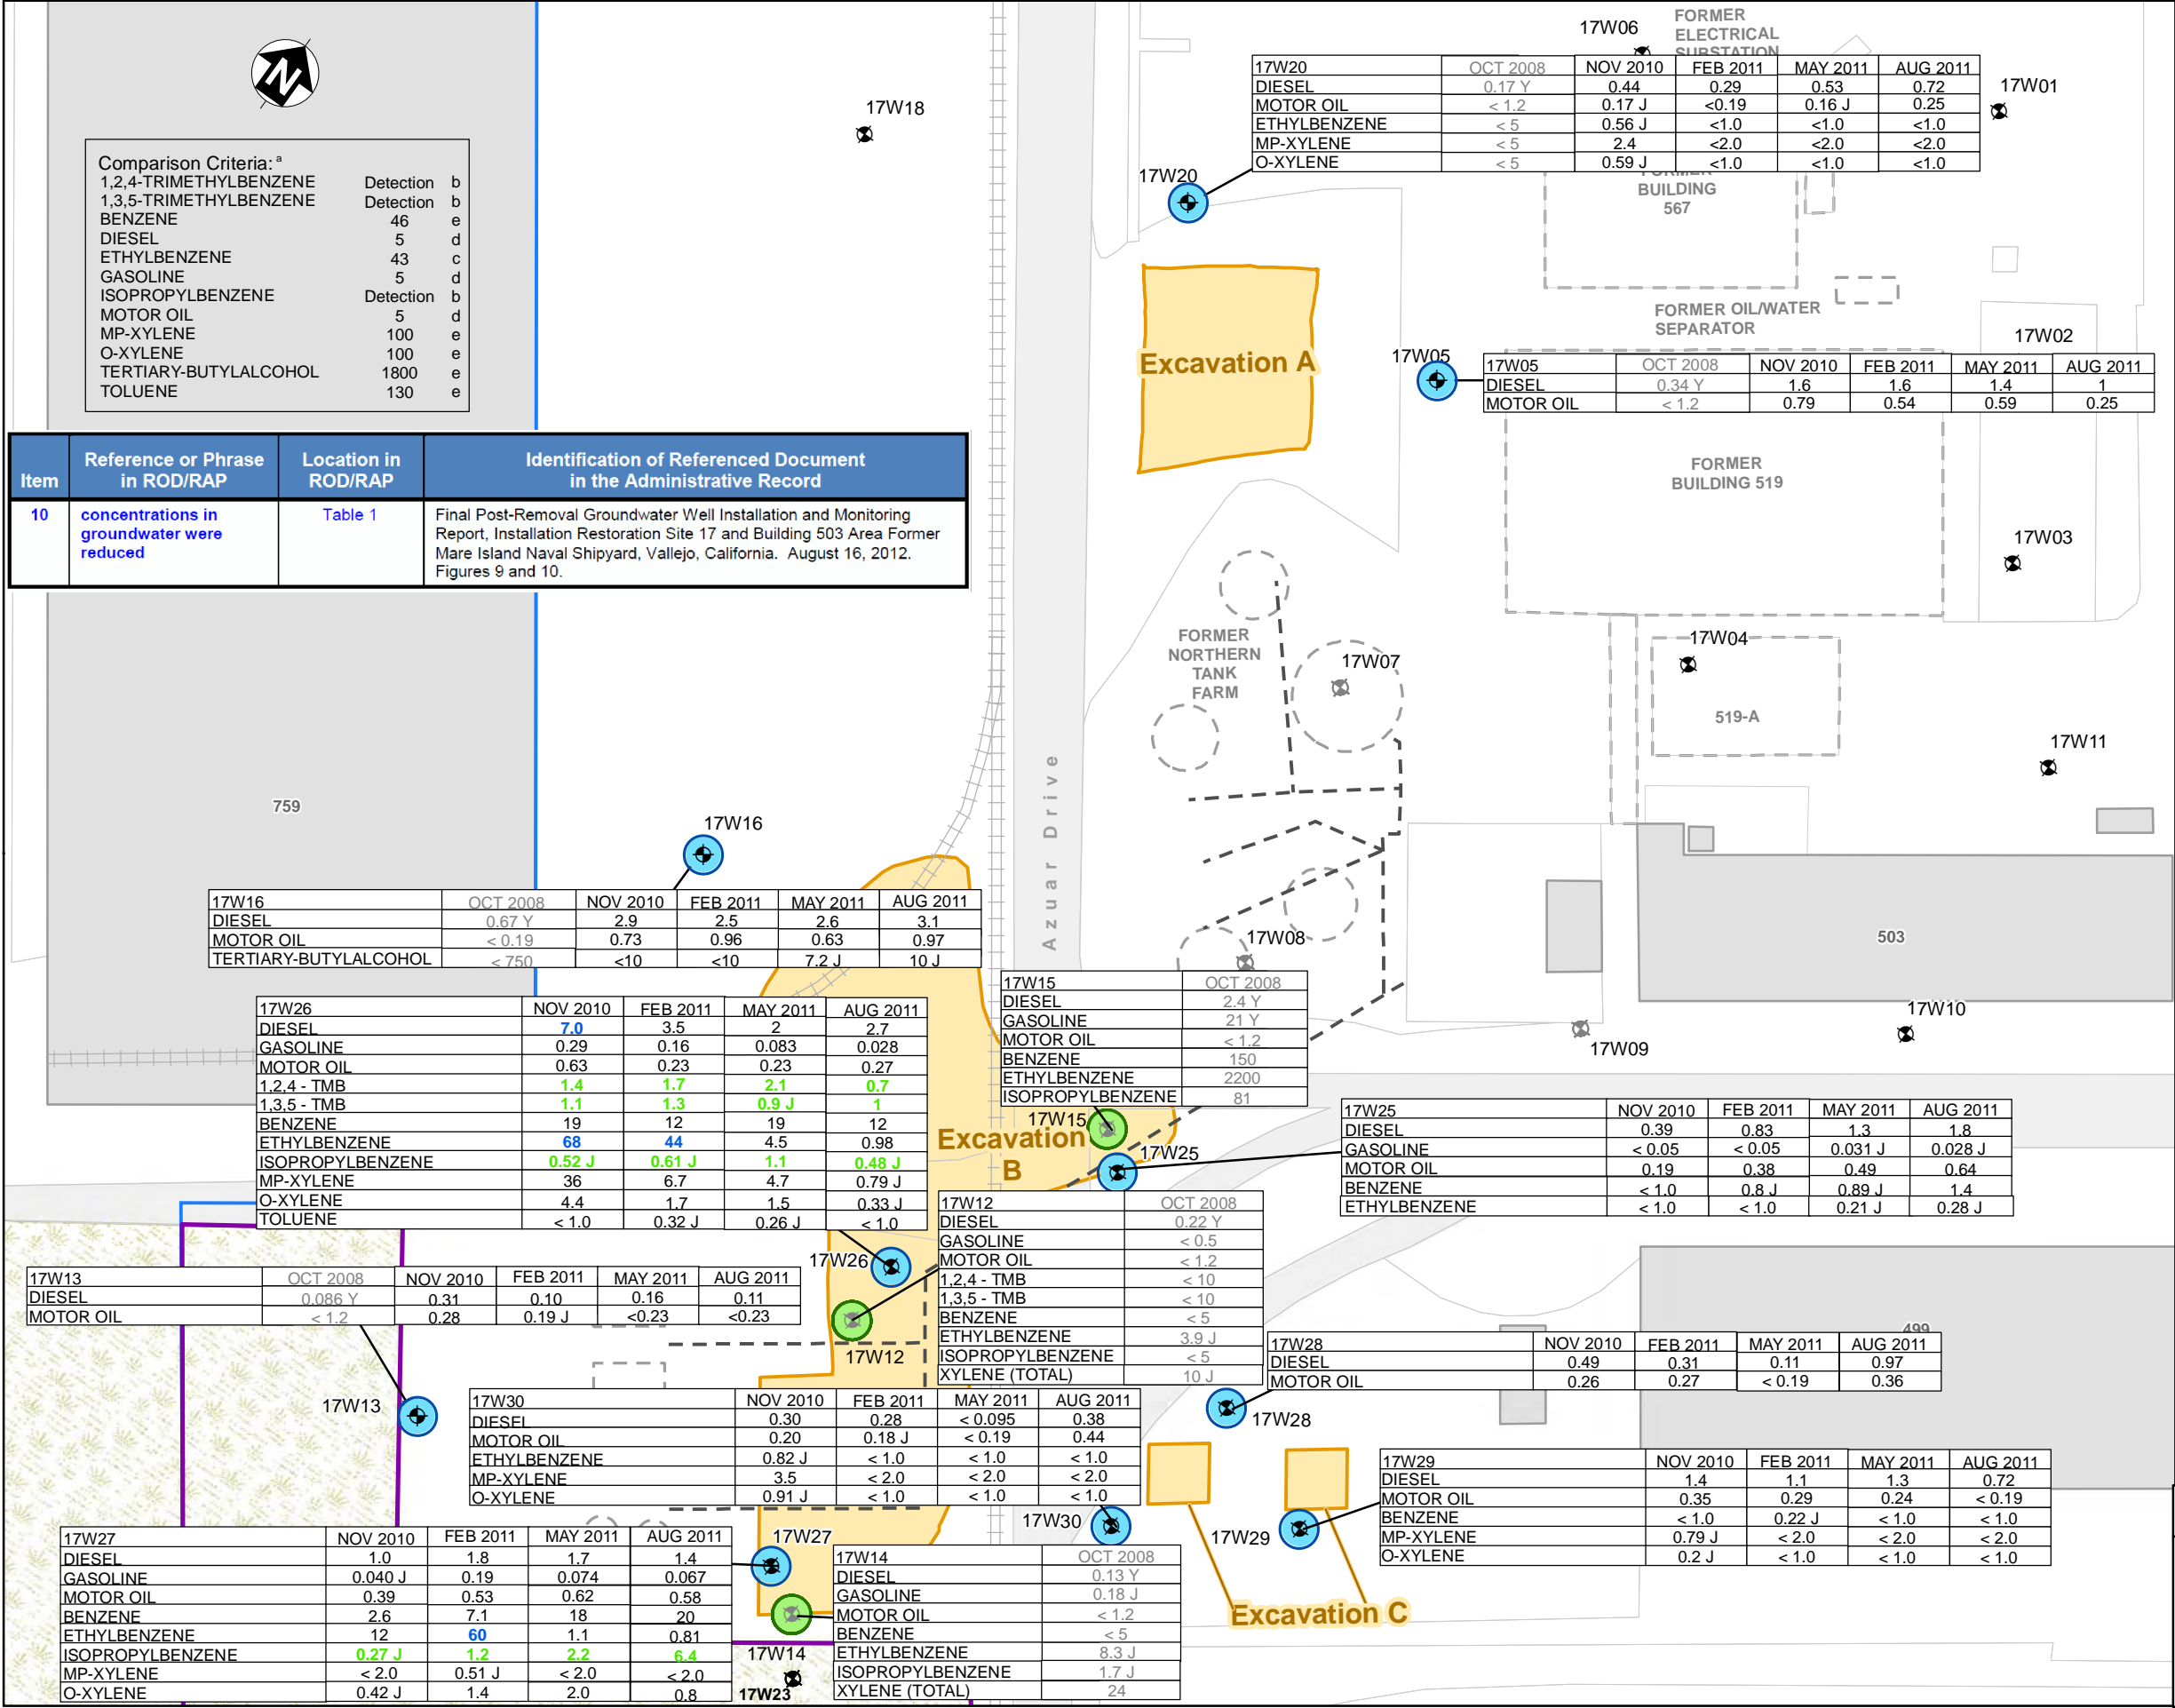 N
Comparison Criteria: a
1,2,4-TRIMETHYLBENZENE Detection b
1,3,5-TRIMETHYLBENZENE Detection b
BENZENE 46 e
DIESEL 5 d
ETHYLBENZENE 43 c
GASOLINE 5 d
ISOPROPYLBENZENE Detection b
MOTOR OIL 5 d
MP-XYLENE 100 e
O-XYLENE 100 e
TERTIARY-BUTYLALCOHOL 1800 e
TOLUENE 130 e
17W18
17W06
FORMER
ELECTRICAL
SUBSTATION
17W01
17W20 OCT 2008 NOV 2010 FEB 2011 MAY 2011 AUG 2011
DIESEL 0.17 Y 0.44 0.29 0.53 0.72
MOTOR OIL < 1.2 0.17 J <0.19 0.16 J 0.25
ETHYLBENZENE < 5 0.56 J <1.0 <1.0 <1.0
MP-XYLENE < 5 2.4 <2.0 <2.0 <2.0
O-XYLENE < 5 0.59 J <1.0 <1.0 <1.0
17W20
FORMER
BUILDING
567
Excavation A
FORMER OIL/WATER
SEPARATOR
17W02
17W05
17W05 OCT 2008 NOV 2010 FEB 2011 MAY 2011 AUG 2011
DIESEL 0.34 Y 1.6 1.6 1.4 1
MOTOR OIL < 1.2 0.79 0.54 0.59 0.25
FORMER
BUILDING 519
17W03
Item Reference or Phrase in ROD/RAP Location in ROD/RAP Identification of Referenced Document in the Administrative Record
10 concentrations in groundwater were reduced Table 1 Final Post-Removal Groundwater Well Installation and Monitoring
Report, Installation Restoration Site 17 and Building 503 Area Former
Mare Island Naval Shipyard, Vallejo, California. August 16, 2012.
Figures 9 and 10.
FORMER
NORTHERN
TANK
FARM
17W07
17W04
519-A
17W11
759
Azuar Drive
17W16
17W16 OCT 2008 NOV 2010 FEB 2011 MAY 2011 AUG 2011
DIESEL 0.67 Y 2.9 2.5 2.6 3.1
MOTOR OIL < 0.19 0.73 0.96 0.63 0.97
TERTIARY-BUTYLALCOHOL < 750 <10 <10 7.2 J 10 J
17W08
503
17W10
17W09
17W15 OCT 2008
DIESEL 2.4 Y
GASOLINE 21 Y
MOTOR OIL < 1.2
BENZENE 150
ETHYLBENZENE 2200
ISOPROPYLBENZENE 81
17W26 NOV 2010 FEB 2011 MAY 2011 AUG 2011
DIESEL 7.0 3.5 2 2.7
GASOLINE 0.29 0.16 0.083 0.028
MOTOR OIL 0.63 0.23 0.23 0.27
1,2,4 - TMB 1.4 1.7 2.1 0.7
1,3,5 - TMB 1.1 1.3 0.9 J 1
BENZENE 19 12 19 12
ETHYLBENZENE 68 44 4.5 0.98
ISOPROPYLBENZENE 0.52 J 0.61 J 1.1 0.48 J
MP-XYLENE 36 6.7 4.7 0.79 J
O-XYLENE 4.4 1.7 1.5 0.33 J
TOLUENE < 1.0 0.32 J 0.26 J < 1.0
17W15
Excavation
B
17W25
17W25 NOV 2010 FEB 2011 MAY 2011 AUG 2011
DIESEL 0.39 0.83 1.3 1.8
GASOLINE < 0.05 < 0.05 0.031 J 0.028 J
MOTOR OIL 0.19 0.38 0.49 0.64
BENZENE < 1.0 0.8 J 0.89 J 1.4
ETHYLBENZENE < 1.0 < 1.0 0.21 J 0.28 J
17W12 OCT 2008
DIESEL 0.22 Y
GASOLINE < 0.5
MOTOR OIL < 1.2
1,2,4 - TMB < 10
1,3,5 - TMB < 10
BENZENE < 5
ETHYLBENZENE 3.9 J
ISOPROPYLBENZENE < 5
XYLENE (TOTAL) 10 J
17W26
17W12
17W13 OCT 2008 NOV 2010 FEB 2011 MAY 2011 AUG 2011
DIESEL 0.086 Y 0.31 0.10 0.16 0.11
MOTOR OIL < 1.2 0.28 0.19 J <0.23 <0.23
17W13
499
17W28 NOV 2010 FEB 2011 MAY 2011 AUG 2011
DIESEL 0.49 0.31 0.11 0.97
MOTOR OIL 0.26 0.27 < 0.19 0.36
17W28
17W30 NOV 2010 FEB 2011 MAY 2011 AUG 2011
DIESEL 0.30 0.28 < 0.095 0.38
MOTOR OIL 0.20 0.18 J < 0.19 0.44
ETHYLBENZENE 0.82 J < 1.0 < 1.0 < 1.0
MP-XYLENE 3.5 < 2.0 < 2.0 < 2.0
O-XYLENE 0.91 J < 1.0 < 1.0 < 1.0
17W30
17W29
17W29 NOV 2010 FEB 2011 MAY 2011 AUG 2011
DIESEL 1.4 1.1 1.3 0.72
MOTOR OIL 0.35 0.29 0.24 < 0.19
BENZENE < 1.0 0.22 J < 1.0 < 1.0
MP-XYLENE 0.79 J < 2.0 < 2.0 < 2.0
O-XYLENE 0.2 J < 1.0 < 1.0 < 1.0
Excavation C
17W27 NOV 2010 FEB 2011 MAY 2011 AUG 2011
DIESEL 1.0 1.8 1.7 1.4
GASOLINE 0.040 J 0.19 0.074 0.067
MOTOR OIL 0.39 0.53 0.62 0.58
BENZENE 2.6 7.1 18 20
ETHYLBENZENE 12 60 1.1 0.81
ISOPROPYLBENZENE 0.27 J 1.2 2.2 6.4
MP-XYLENE < 2.0 0.51 J < 2.0 < 2.0
O-XYLENE 0.42 J 1.4 2.0 0.8
17W27
17W14 OCT 2008
DIESEL 0.13 Y
GASOLINE 0.18 J
MOTOR OIL < 1.2
BENZENE < 5
ETHYLBENZENE 8.3 J
ISOPROPYLBENZENE 1.7 J
XYLENE (TOTAL) 24
17W14
17W23